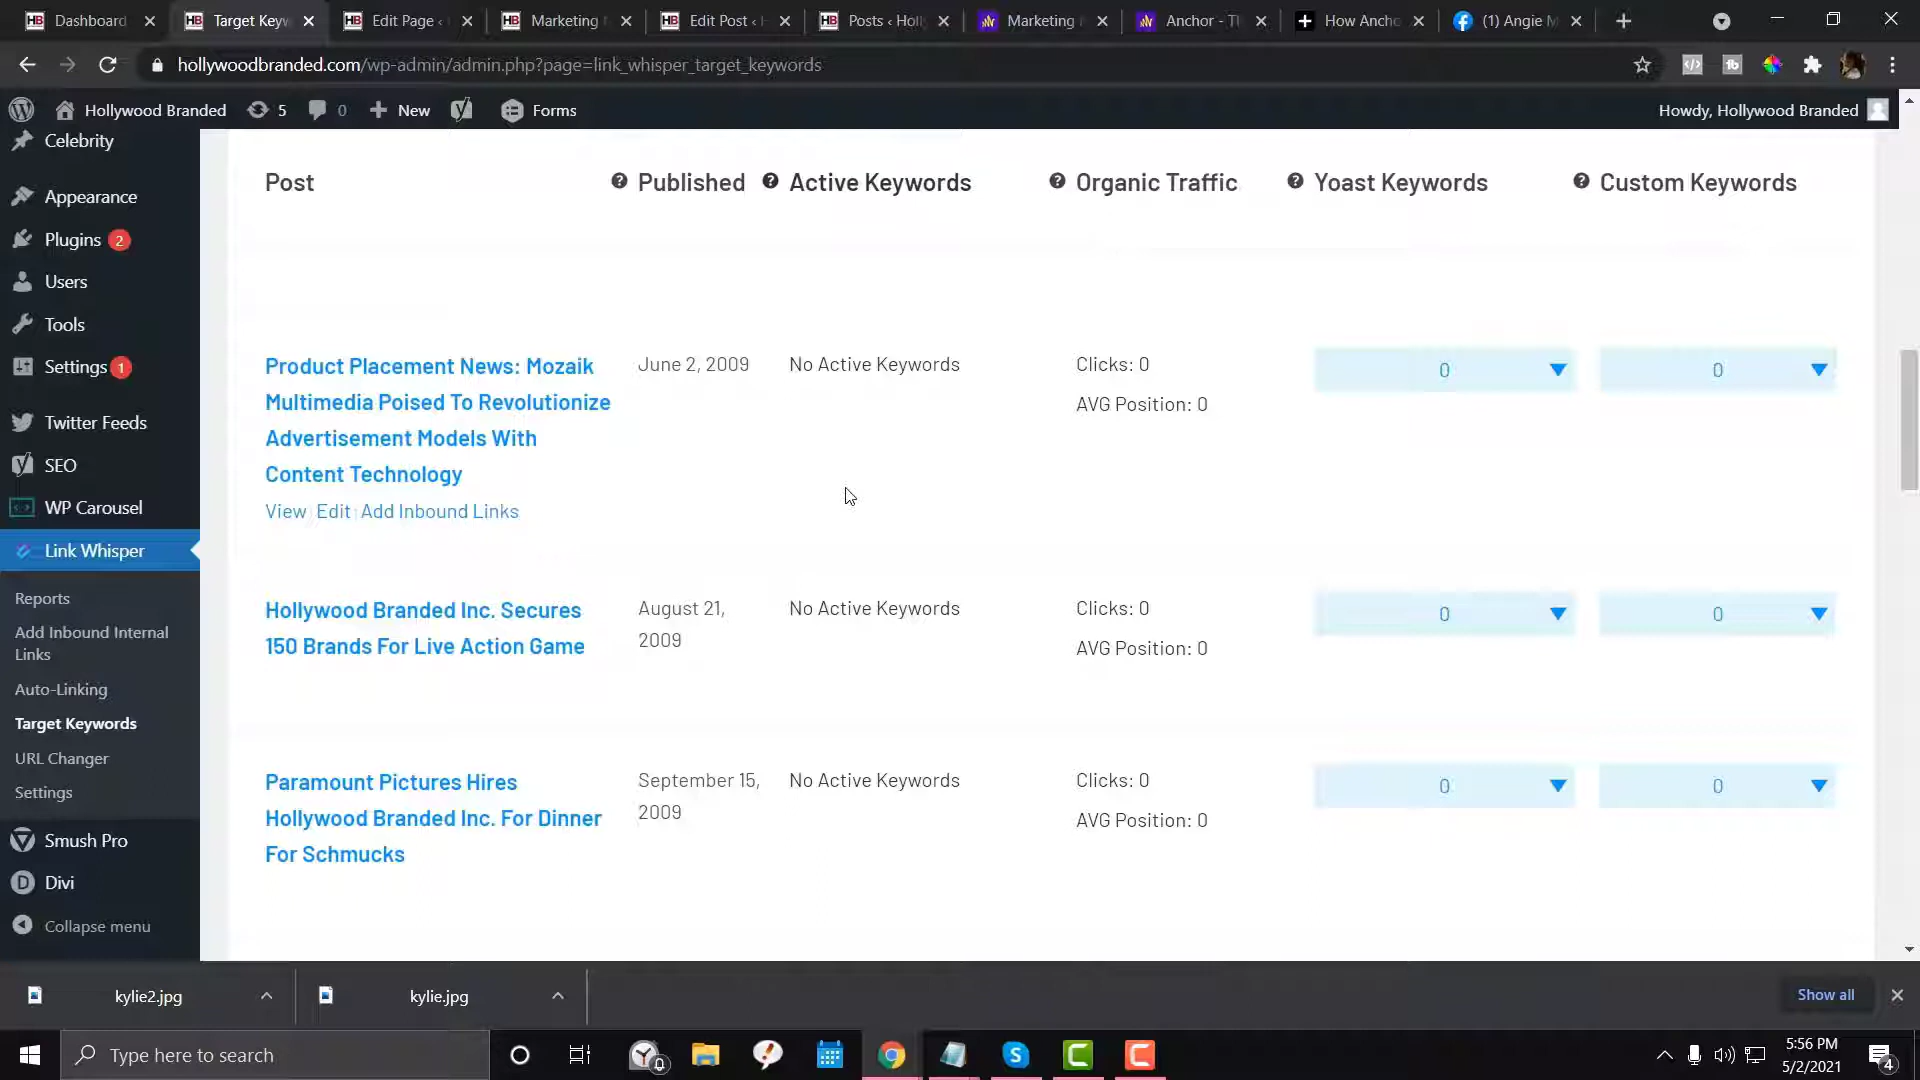 Dashboard
Target Keyw
Edit Page ‹
Marketing
Edit Post ‹
Posts ‹ Holl
Marketing
Anchor - Th
How Ancho
(1) Angie M
hollywoodbranded.com/wp-admin/admin.php?page=link_whisper_target_keywords
Hollywood Branded 5 0 New Forms
Howdy, Hollywood Branded
Celebrity
Appearance
Plugins 2
Users
Tools
Settings 1
Twitter Feeds
SEO
WP Carousel
Link Whisper
Reports
Add Inbound Internal
Links
Auto-Linking
Target Keywords
URL Changer
Settings
Smush Pro
Divi
Collapse menu
Post Published Active Keywords Organic Traffic Yoast Keywords Custom Keywords
Product Placement News: Mozaik
Multimedia Poised To Revolutionize
Advertisement Models With
Content Technology
View Edit Add Inbound Links
June 2, 2009
No Active Keywords
Clicks: 0
AVG Position: 0
0
0
Hollywood Branded Inc. Secures
150 Brands For Live Action Game
August 21,
2009
No Active Keywords
Clicks: 0
AVG Position: 0
0
0
Paramount Pictures Hires
Hollywood Branded Inc. For Dinner
For Schmucks
September 15,
2009
No Active Keywords
Clicks: 0
AVG Position: 0
0
0
kylie2.jpg
kylie.jpg
Show all
Type here to search
5:56 PM
5/2/2021
4